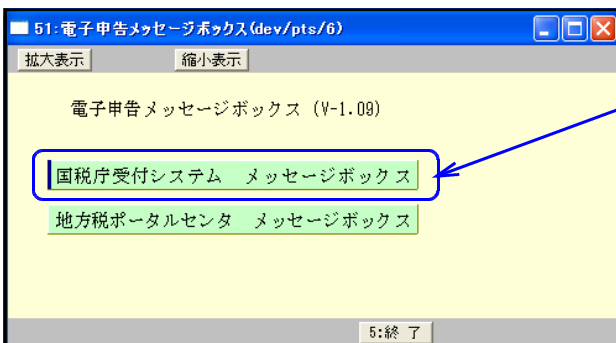 51:電子申告メッセージボックス(dev/pts/6)
拡大表示 縮小表示
電子申告メッセージボックス (V-1.09)
国税庁受付システム メッセージボックス
地方税ポータルセンタ メッセージボックス
5:終 了